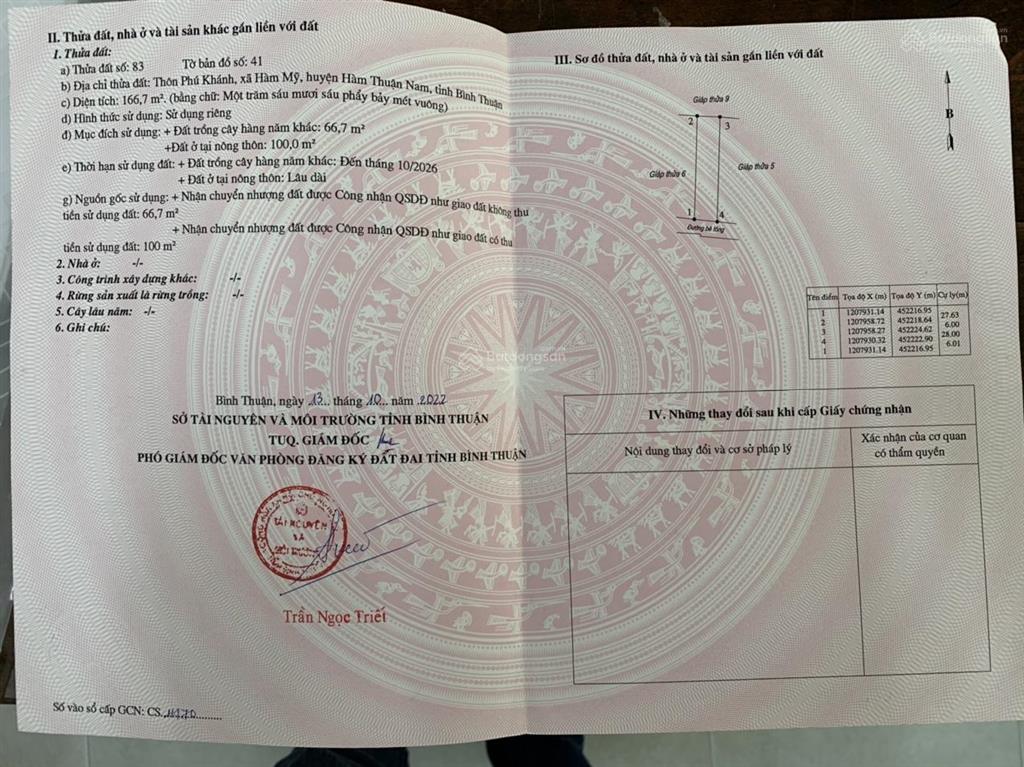 II. Thửa đất, nhà ở và tài sản khác gắn liền với đất
1. Thửa đất:
a) Thửa đất số: 83 Tờ bản đồ số: 41
b) Địa chỉ thửa đất: Thôn Phú Khánh, xã Hàm Mỹ, huyện Hàm Thuận Nam, tỉnh Bình Thuận
c) Diện tích: 166,7 m². (bằng chữ: Một trăm sáu mươi sáu phẩy bảy mét vuông)
d) Hình thức sử dụng: Sử dụng riêng
đ) Mục đích sử dụng: + Đất trồng cây hàng năm khác: 66,7 m²
+Đất ở tại nông thôn: 100,0 m²
e) Thời hạn sử dụng đất: + Đất trồng cây hàng năm khác: Đến tháng 10/2026
+ Đất ở tại nông thôn: Lâu dài
g) Nguồn gốc sử dụng: + Nhận chuyển nhượng đất được Công nhận QSDĐ như giao đất không thu
tiền sử dụng đất: 66,7 m²
+ Nhận chuyển nhượng đất được Công nhận QSDĐ như giao đất có thu
tiền sử dụng đất: 100 m²
2. Nhà ở: -/-
3. Công trình xây dựng khác: -/-
4. Rừng sản xuất là rừng trồng: -/-
5. Cây lâu năm: -/-
6. Ghi chú:
Bình Thuận, ngày 13 tháng 10 năm 2022
SỞ TÀI NGUYÊN VÀ MÔI TRƯỜNG TỈNH BÌNH THUẬN
TUQ. GIÁM ĐỐC
PHÓ GIÁM ĐỐC VĂN PHÒNG ĐĂNG KÝ ĐẤT ĐAI TỈNH BÌNH THUẬN
SỞ
TÀI NGUYÊN
VÀ
MÔI TRƯỜNG
Trần Ngọc Triết
Số vào sổ cấp GCN: CS.
III. Sơ đồ thửa đất, nhà ở và tài sản gắn liền với đất
Giáp thửa 9
2 3
B
Giáp thửa 5
Giáp thửa 6
1 4
Đường bê tông
Tên điểm Tọa độ X (m) Tọa độ Y (m) Cự ly(m)
1 1207931.14 452216.95
27.63
2 1207958.72 452218.64
6.00
3 1207958.27 452224.62
28.00
4 1207930.32 452222.90
6.01
1 1207931.14 452216.95
IV. Những thay đổi sau khi cấp Giấy chứng nhận
Nội dung thay đổi và cơ sở pháp lý
Xác nhận của cơ quan
có thẩm quyền
Batdongsan
Batdongsan